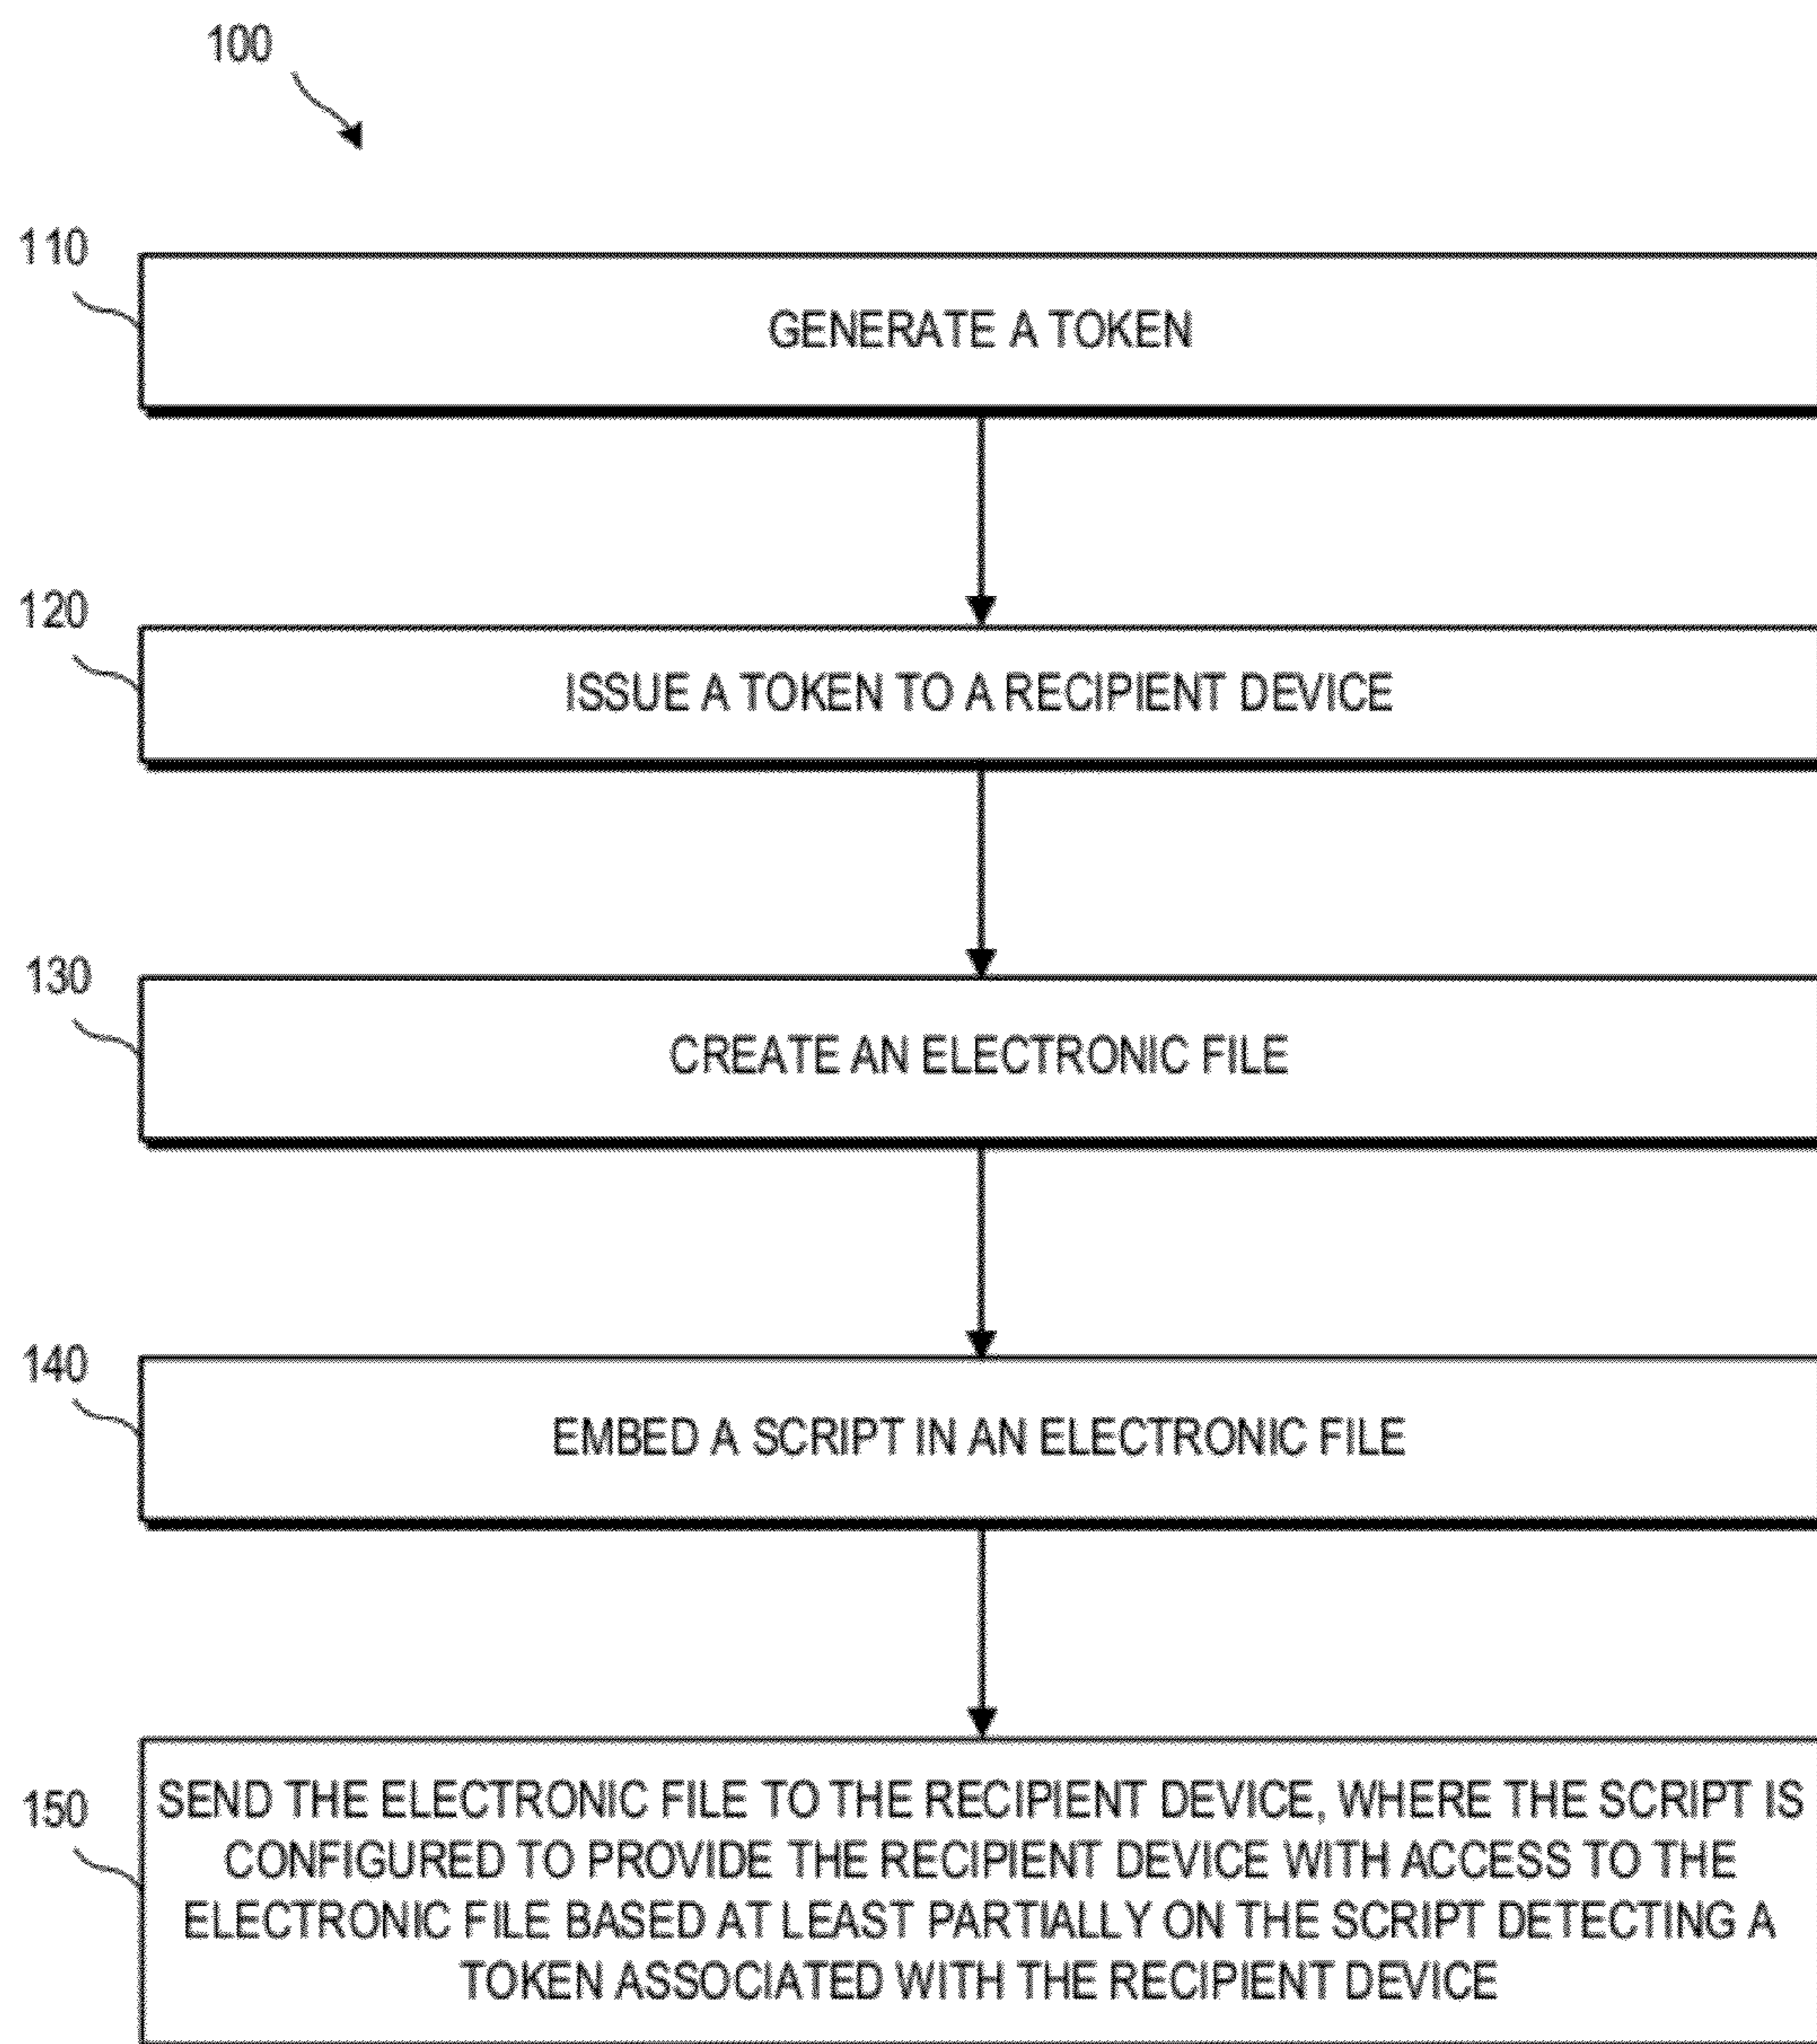 100
110
GENERATE A TOKEN
120
ISSUE A TOKEN TO A RECIPIENT DEVICE
130
CREATE AN ELECTRONIC FILE
140
EMBED A SCRIPT IN AN ELECTRONIC FILE
150
SEND THE ELECTRONIC FILE TO THE RECIPIENT DEVICE, WHERE THE SCRIPT IS
CONFIGURED TO PROVIDE THE RECIPIENT DEVICE WITH ACCESS TO THE
ELECTRONIC FILE BASED AT LEAST PARTIALLY ON THE SCRIPT DETECTING A
TOKEN ASSOCIATED WITH THE RECIPIENT DEVICE